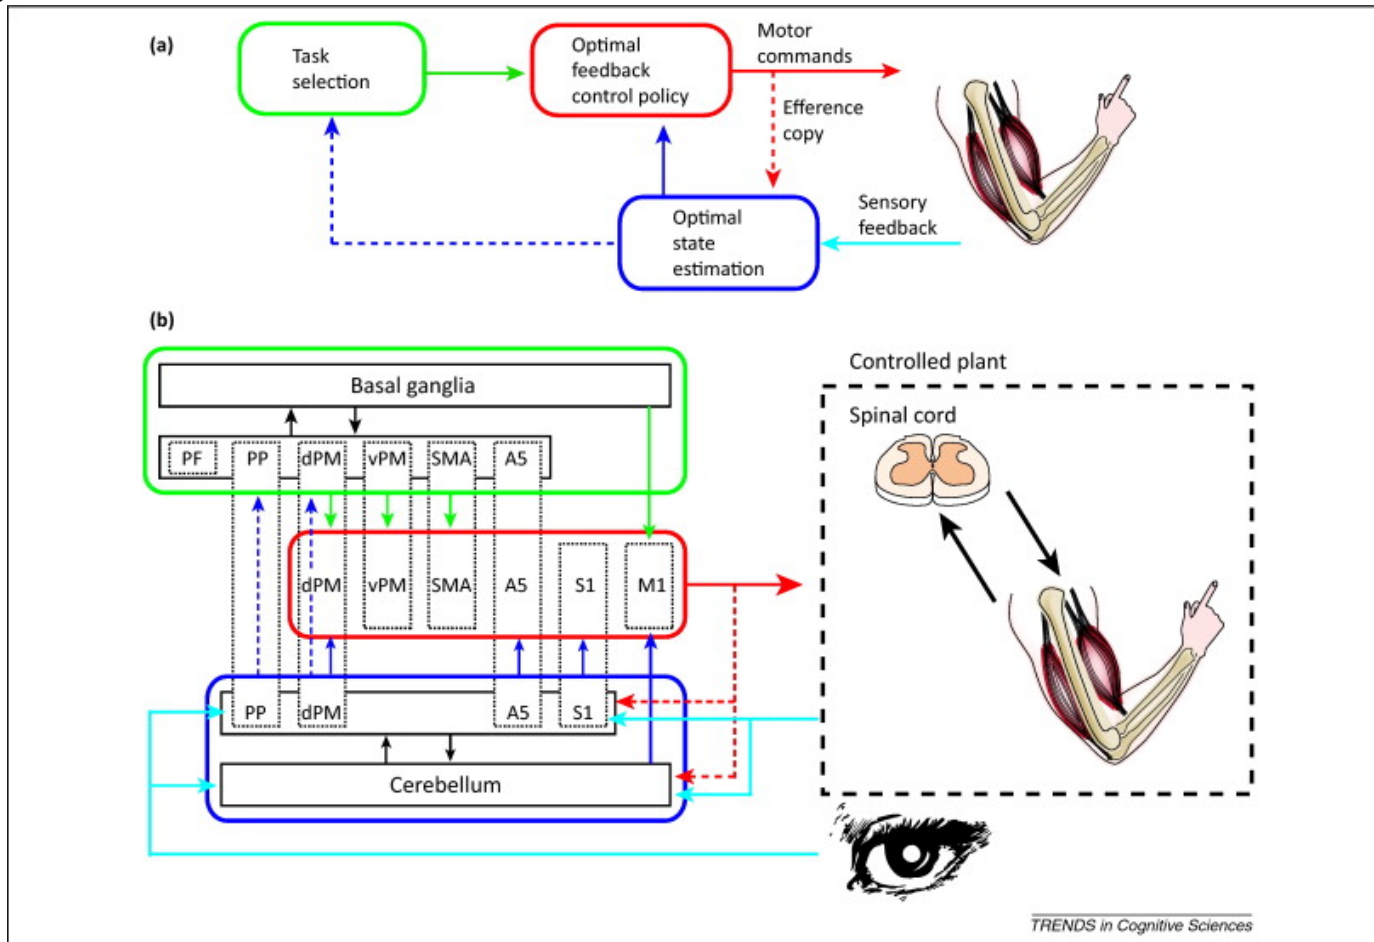 (a)
Task
selection
Optimal
feedback
control policy
Motor
commands
Efference
copy
Optimal
state
estimation
Sensory
feedback
(b)
Controlled plant
Basal ganglia
Spinal cord
PF PP dPM vPM SMA A5
dPM vPM SMA A5 S1 M1
PP dPM A5 S1
Cerebellum
TRENDS in Cognitive Sciences